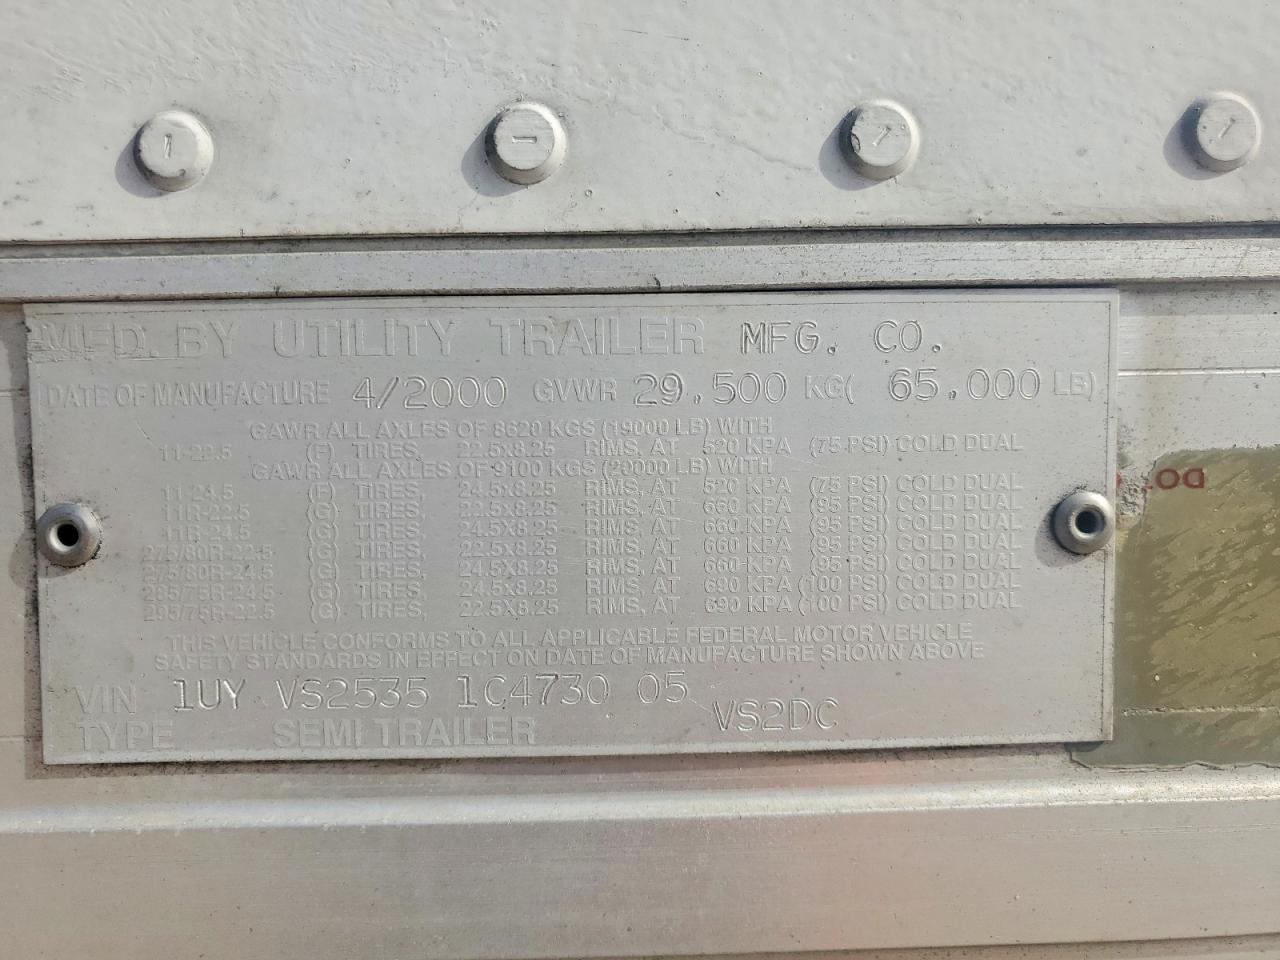 MFD. BY UTILITY TRAILER MFG. CO.
DATE OF MANUFACTURE 4/2000 GVWR 29,500 KG( 65,000 LB)
GAWR ALL AXLES OF 8620 KGS (19000 LB) WITH
11-22.5 (F) TIRES, 22.5x8.25 RIMS, AT 520 KPA (75 PSI) COLD DUAL
GAWR ALL AXLES OF 9100 KGS (20000 LB) WITH
11-24.5 (F) TIRES, 24.5x8.25 RIMS, AT 520 KPA (75 PSI) COLD DUAL
11R-22.5 (G) TIRES, 22.5x8.25 RIMS, AT 660 KPA (95 PSI) COLD DUAL
11R-24.5 (G) TIRES, 24.5x8.25 RIMS, AT 660 KPA (95 PSI) COLD DUAL
275/80R-22.5 (G) TIRES, 22.5x8.25 RIMS, AT 660 KPA (95 PSI) COLD DUAL
275/80R-24.5 (G) TIRES, 24.5x8.25 RIMS, AT 660 KPA (95 PSI) COLD DUAL
285/75R-24.5 (G) TIRES, 24.5x8.25 RIMS, AT 690 KPA (100 PSI) COLD DUAL
295/75R-22.5 (G) TIRES, 22.5x8.25 RIMS, AT 690 KPA (100 PSI) COLD DUAL
THIS VEHICLE CONFORMS TO ALL APPLICABLE FEDERAL MOTOR VEHICLE
SAFETY STANDARDS IN EFFECT ON DATE OF MANUFACTURE SHOWN ABOVE
VIN 1UY VS2535 1C4730 05
TYPE SEMI TRAILER VS2DC